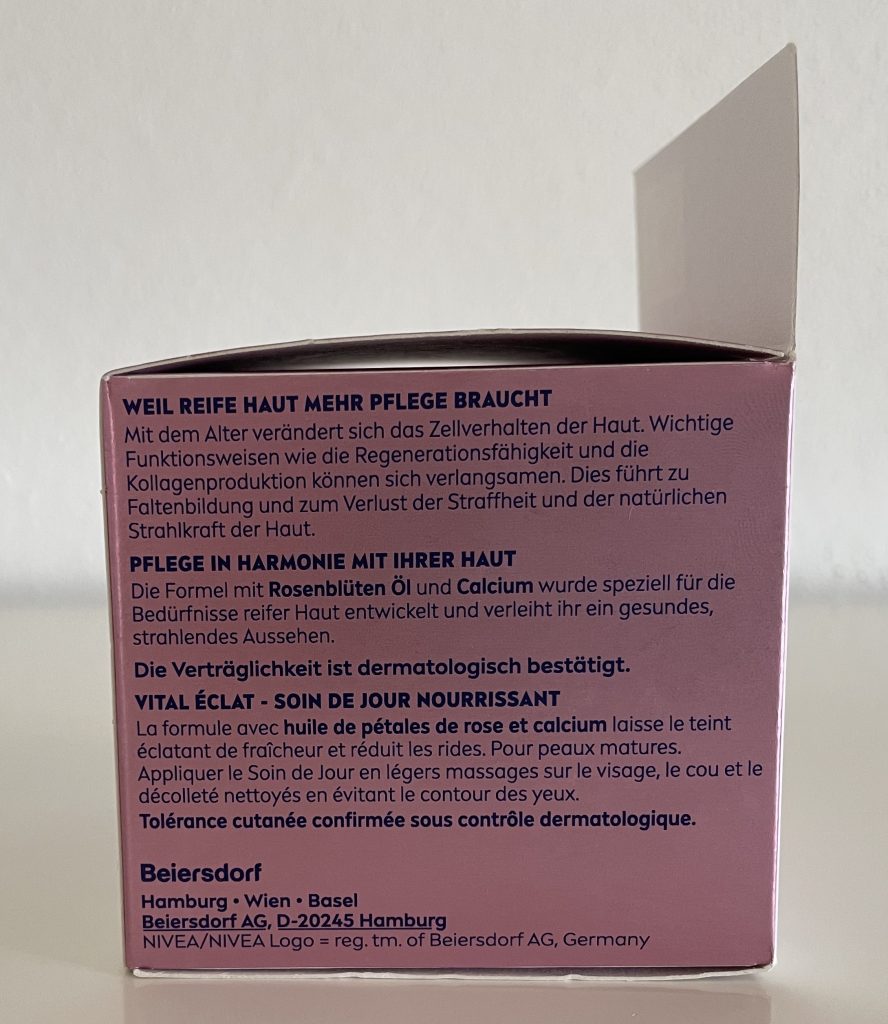 WEIL REIFE HAUT MEHR PFLEGE BRAUCHT
Mit dem Alter verändert sich das Zellverhalten der Haut. Wichtige
Funktionsweisen wie die Regenerationsfähigkeit und die
Kollagenproduktion können sich verlangsamen. Dies führt zu
Faltenbildung und zum Verlust der Straffheit und der natürlichen
Strahlkraft der Haut.
PFLEGE IN HARMONIE MIT IHRER HAUT
Die Formel mit Rosenblüten Öl und Calcium wurde speziell für die
Bedürfnisse reifer Haut entwickelt und verleiht ihr ein gesundes,
strahlendes Aussehen.
Die Verträglichkeit ist dermatologisch bestätigt.
VITAL ÉCLAT - SOIN DE JOUR NOURRISSANT
La formule avec huile de pétales de rose et calcium laisse le teint
éclatant de fraîcheur et réduit les rides. Pour peaux matures.
Appliquer le Soin de Jour en légers massages sur le visage, le cou et le
décolleté nettoyés en évitant le contour des yeux.
Tolérance cutanée confirmée sous contrôle dermatologique.
Beiersdorf
Hamburg • Wien • Basel
Beiersdorf AG, D-20245 Hamburg
NIVEA/NIVEA Logo = reg. tm. of Beiersdorf AG, Germany